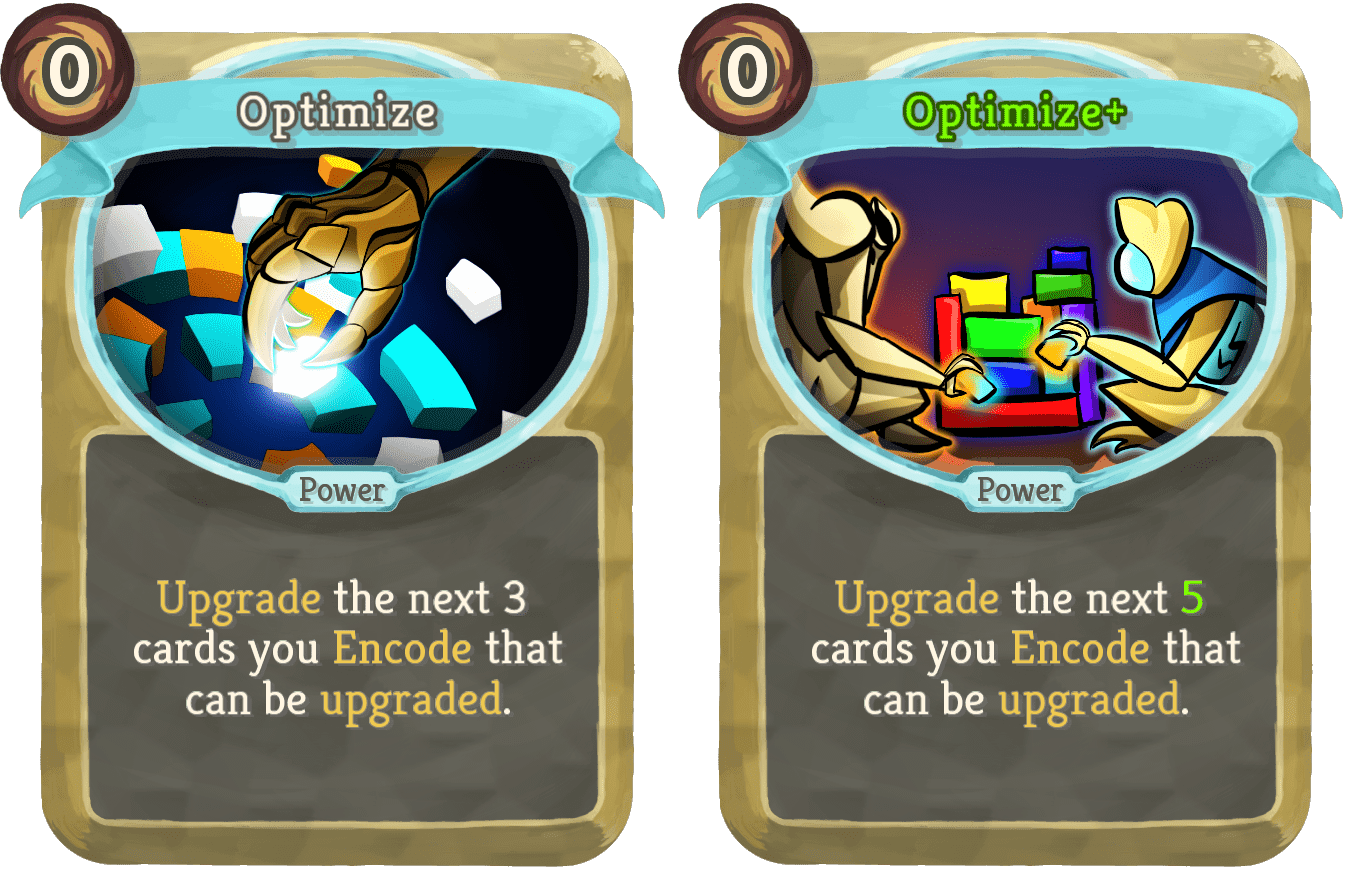 0
Optimize
Power
Upgrade the next 3
cards you Encode that
can be upgraded.
0
Optimize+
Power
Upgrade the next 5
cards you Encode that
can be upgraded.